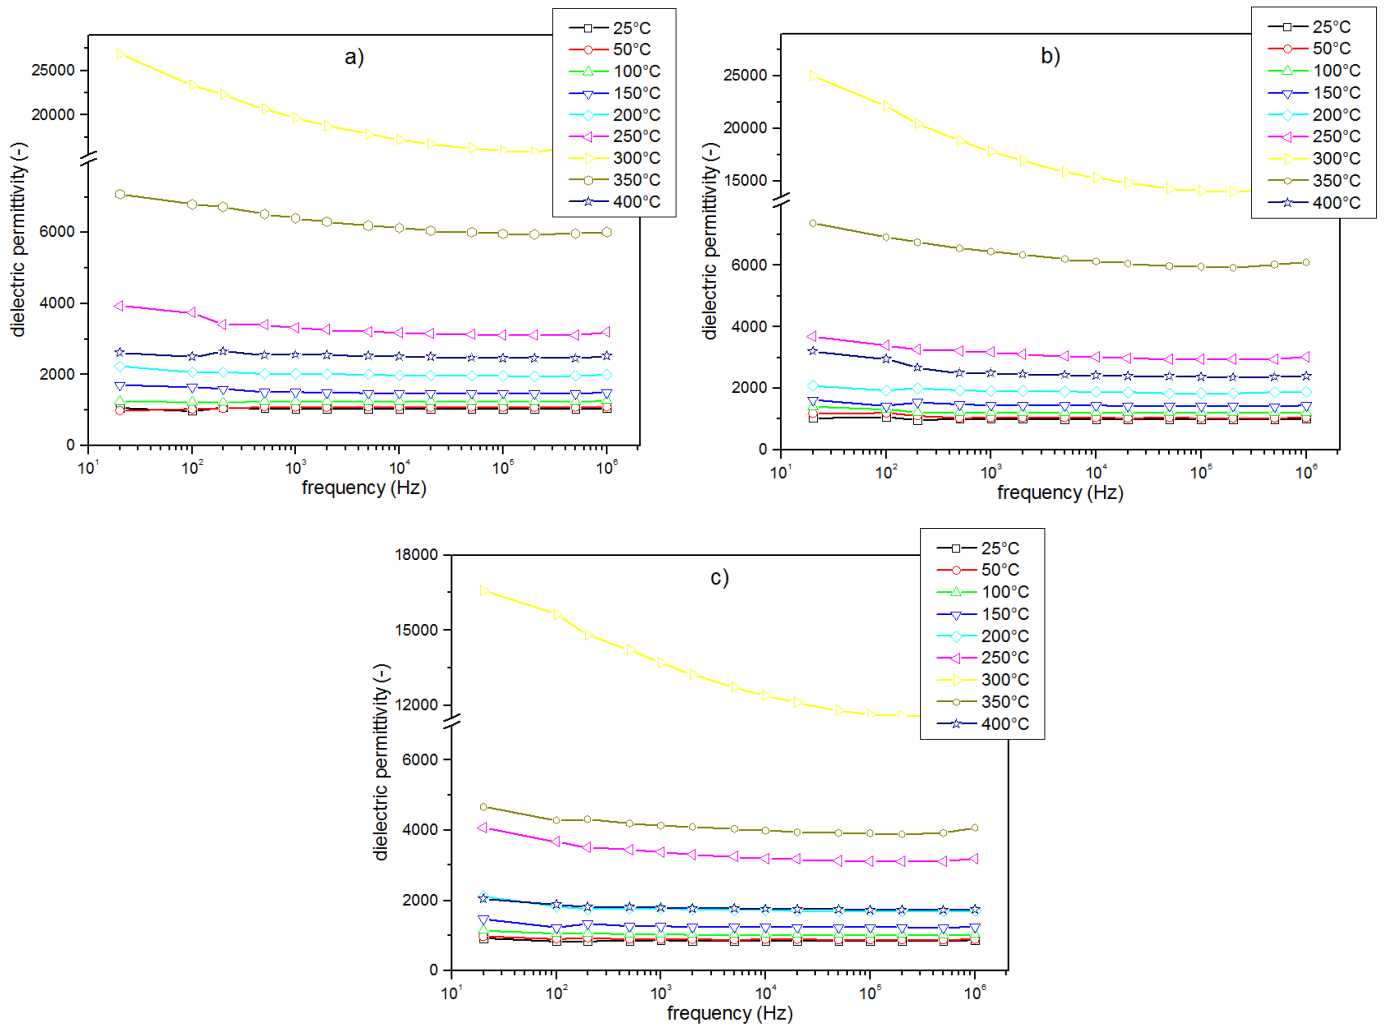 a)
25°C
50°C
100°C
150°C
200°C
250°C
300°C
350°C
400°C
dielectric permittivity (-)
25000
20000
6000
4000
2000
0
10¹
10²
10³
10⁴
10⁵
10⁶
frequency (Hz)
b)
25°C
50°C
100°C
150°C
200°C
250°C
300°C
350°C
400°C
dielectric permittivity (-)
25000
20000
15000
6000
4000
2000
0
10¹
10²
10³
10⁴
10⁵
10⁶
frequency (Hz)
c)
25°C
50°C
100°C
150°C
200°C
250°C
300°C
350°C
400°C
dielectric permittivity (-)
18000
15000
12000
6000
4000
2000
0
10¹
10²
10³
10⁴
10⁵
10⁶
frequency (Hz)